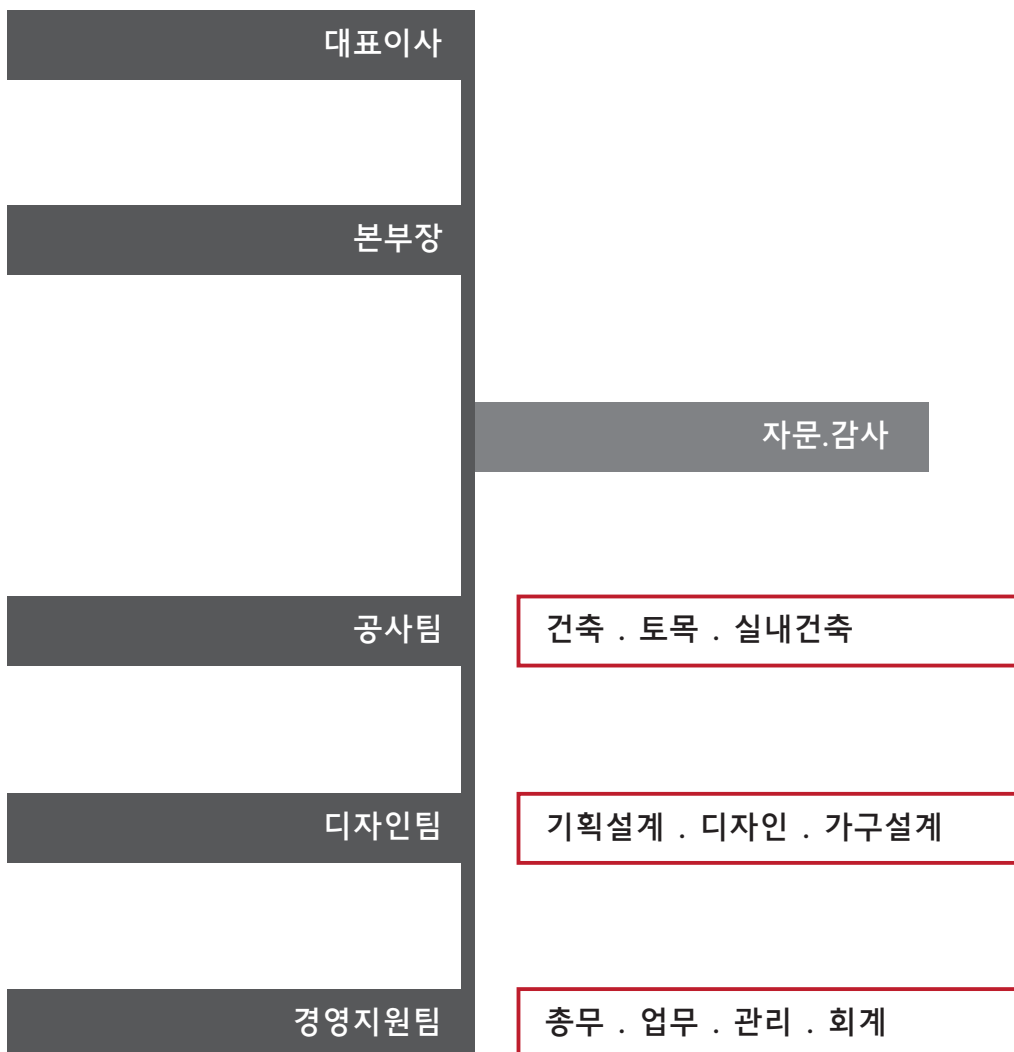 대표이사
본부장
자문.감사
공사팀
건축 . 토목 . 실내건축
디자인팀
기획설계 . 디자인 . 가구설계
경영지원팀
총무 . 업무 . 관리 . 회계